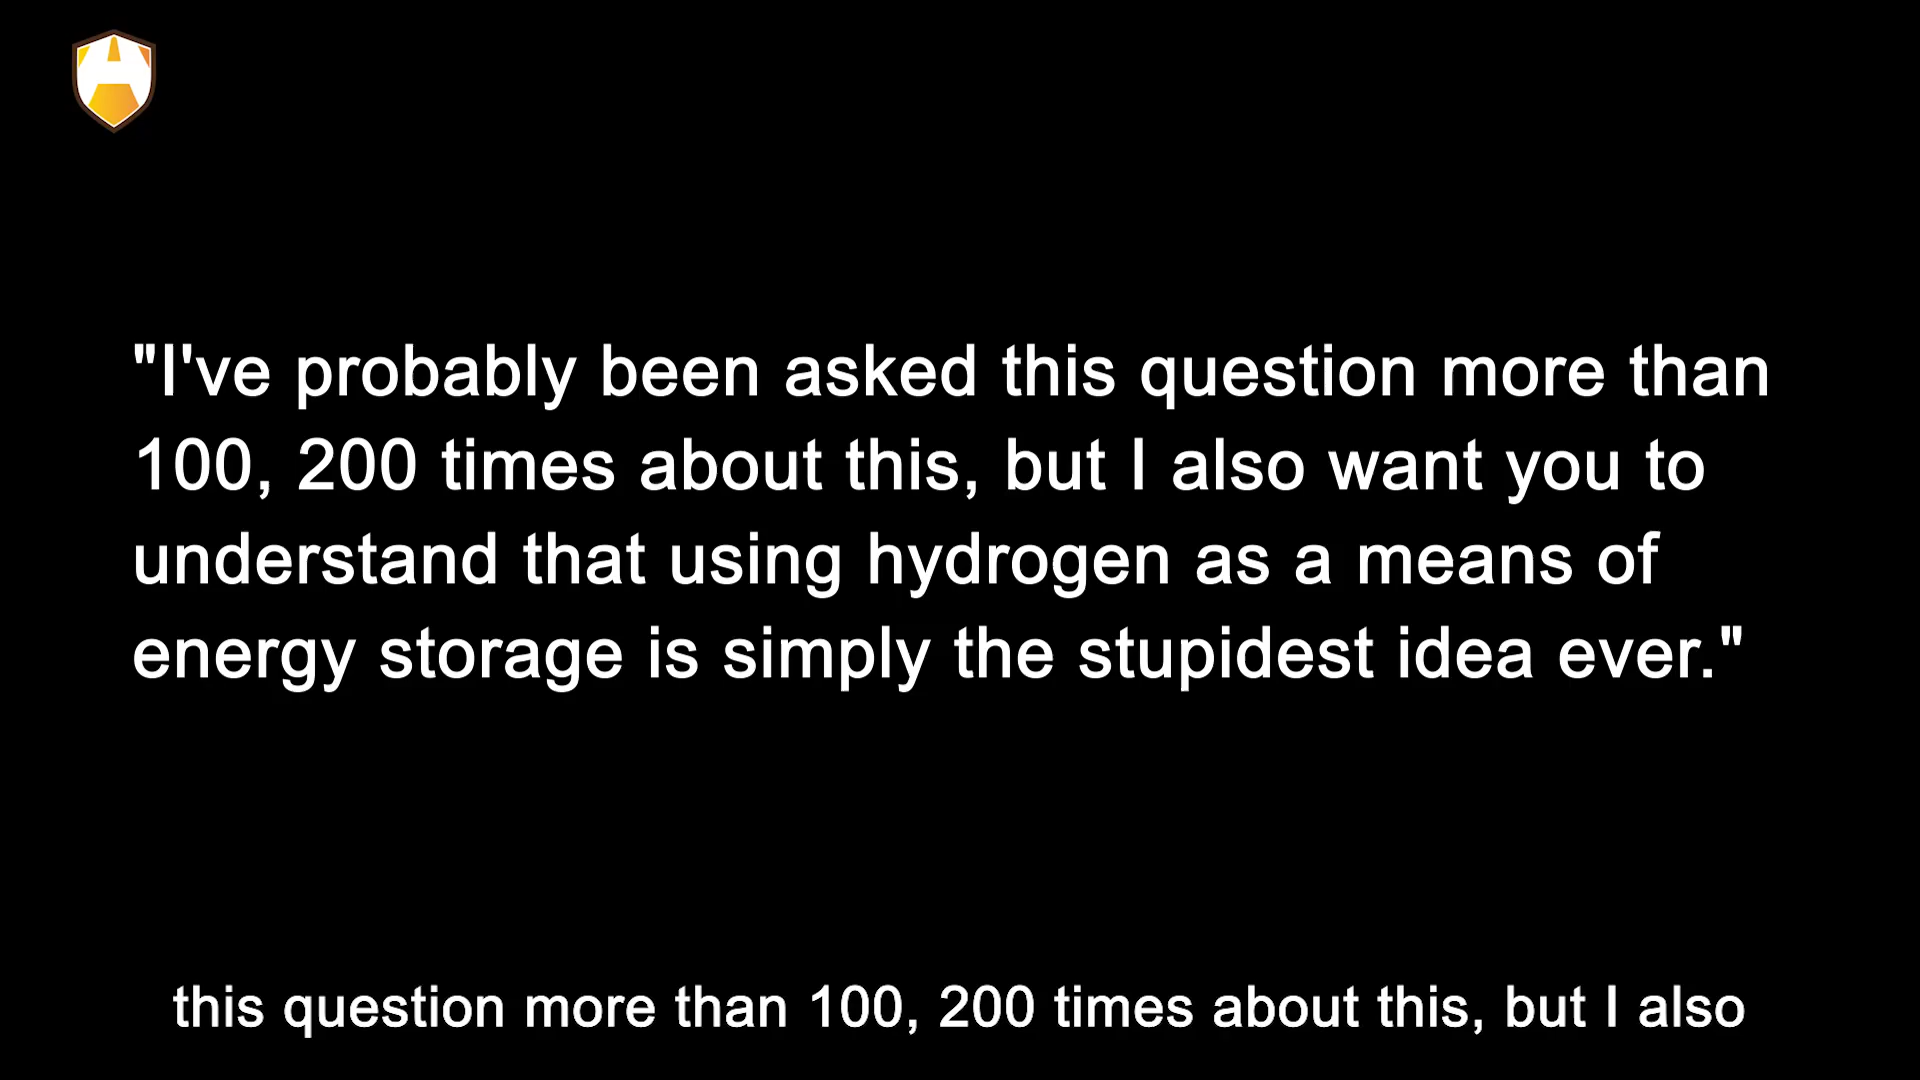 "I've probably been asked this question more than
100, 200 times about this, but I also want you to
understand that using hydrogen as a means of
energy storage is simply the stupidest idea ever."
this question more than 100, 200 times about this, but I also